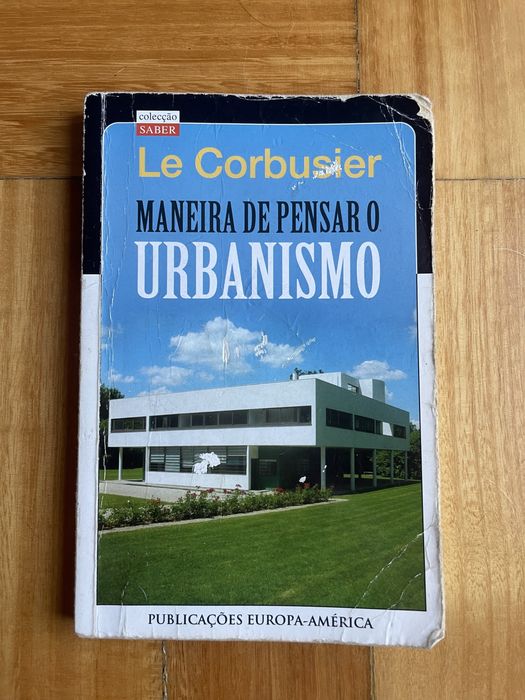 colecção
SABER
Le Corbusier
MANEIRA DE PENSAR O
URBANISMO
PUBLICAÇÕES EUROPA-AMÉRICA